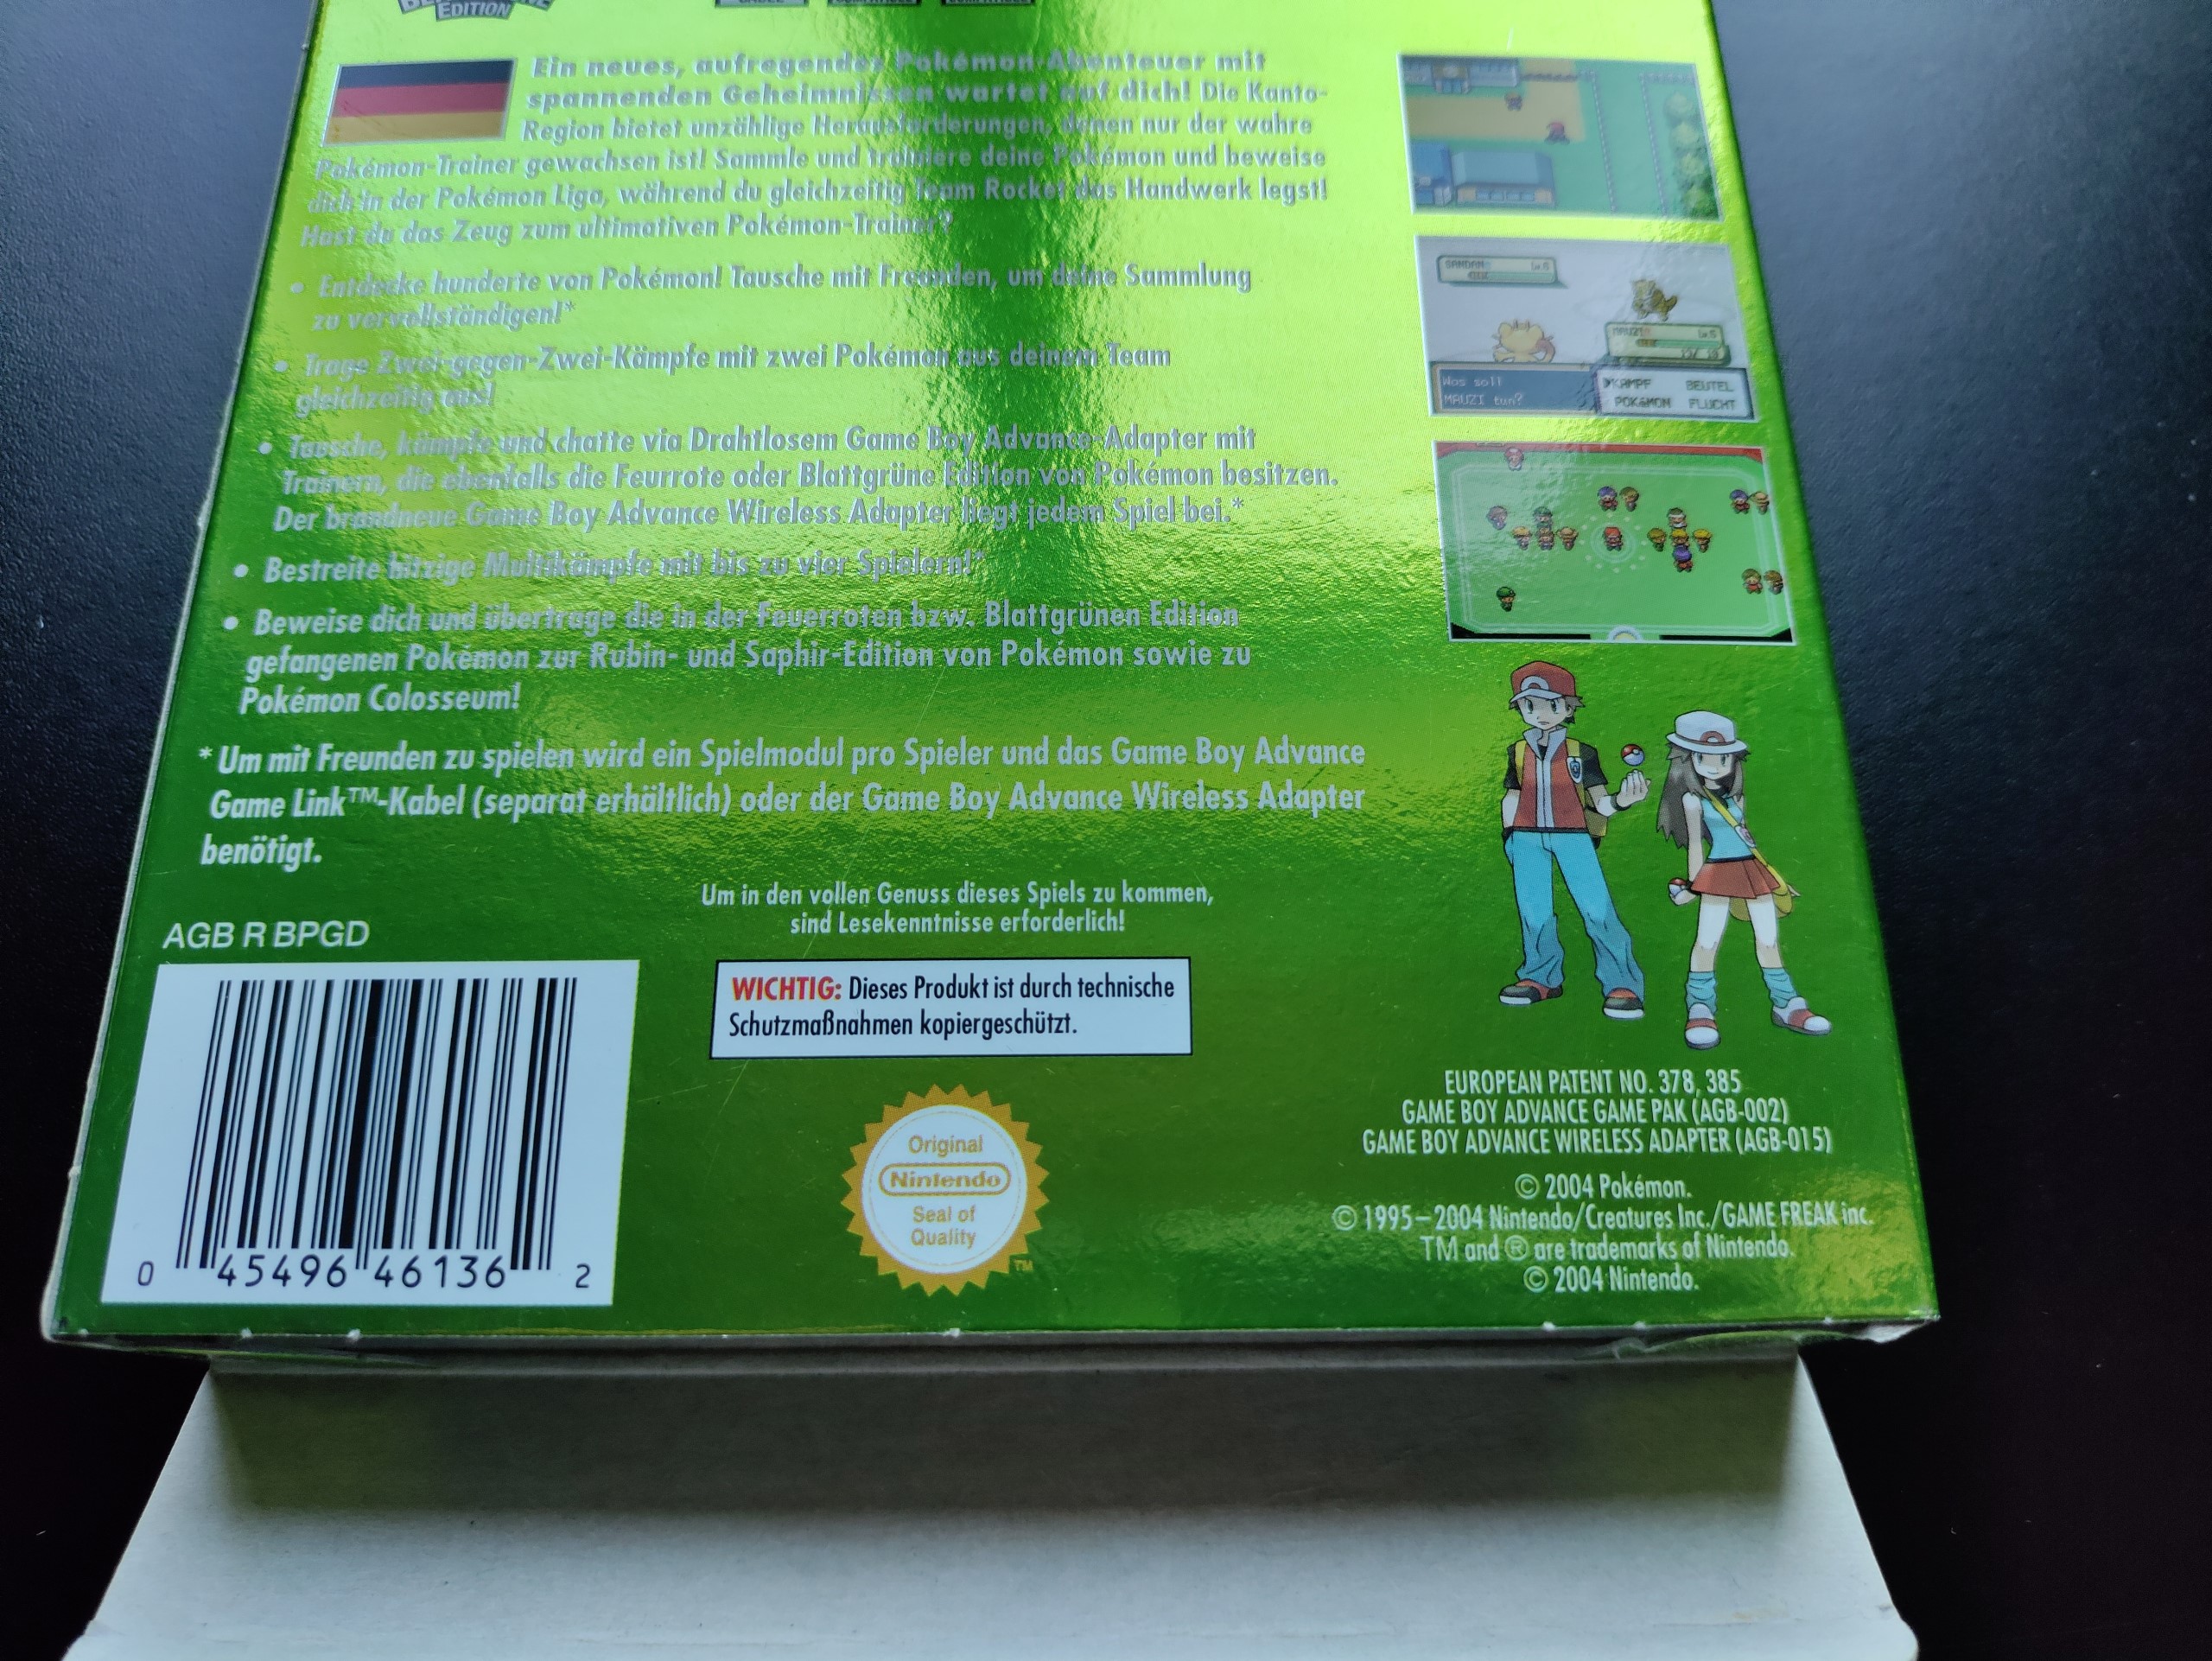 EDITION
Ein neues, aufregendes Pokémon-Abenteuer mit
spannenden Geheimnissen wartet auf dich! Die Kanto-
Region bietet unzählige Herausforderungen, denen nur der wahre
Pokémon-Trainer gewachsen ist! Sammle und trainiere deine Pokémon und beweise
dich in der Pokémon Liga, während du gleichzeitig Team Rocket das Handwerk legst!
Hast du das Zeug zum ultimativen Pokémon-Trainer?
• Entdecke hunderte von Pokémon! Tausche mit Freunden, um deine Sammlung
zu vervollständigen!*
• Trage Zwei-gegen-Zwei-Kämpfe mit zwei Pokémon aus deinem Team
gleichzeitig aus!
• Tausche, kämpfe und chatte via Drahtlosem Game Boy Advance-Adapter mit
Trainern, die ebenfalls die Feurrote oder Blattgrüne Edition von Pokémon besitzen.
Der brandneue Game Boy Advance Wireless Adapter liegt jedem Spiel bei.*
• Bestreite hitzige Multikämpfe mit bis zu vier Spielern!*
• Beweise dich und übertrage die in der Feuerroten bzw. Blattgrünen Edition
gefangenen Pokémon zur Rubin- und Saphir-Edition von Pokémon sowie zu
Pokémon Colosseum!
* Um mit Freunden zu spielen wird ein Spielmodul pro Spieler und das Game Boy Advance
Game Link™-Kabel (separat erhältlich) oder der Game Boy Advance Wireless Adapter
benötigt.
Um in den vollen Genuss dieses Spiels zu kommen,
sind Lesekenntnisse erforderlich!
AGB R BPGD
0 45496 46136 2
WICHTIG: Dieses Produkt ist durch technische
Schutzmaßnahmen kopiergeschützt.
Original
Nintendo
Seal of
Quality
TM
SANDAN
MAUZI
Was soll
MAUZI tun?
KAMPF BEUTEL
POKéMON FLUCHT
EUROPEAN PATENT NO. 378, 385
GAME BOY ADVANCE GAME PAK (AGB-002)
GAME BOY ADVANCE WIRELESS ADAPTER (AGB-015)
© 2004 Pokémon.
© 1995–2004 Nintendo/Creatures Inc./GAME FREAK inc.
TM and ® are trademarks of Nintendo.
© 2004 Nintendo.